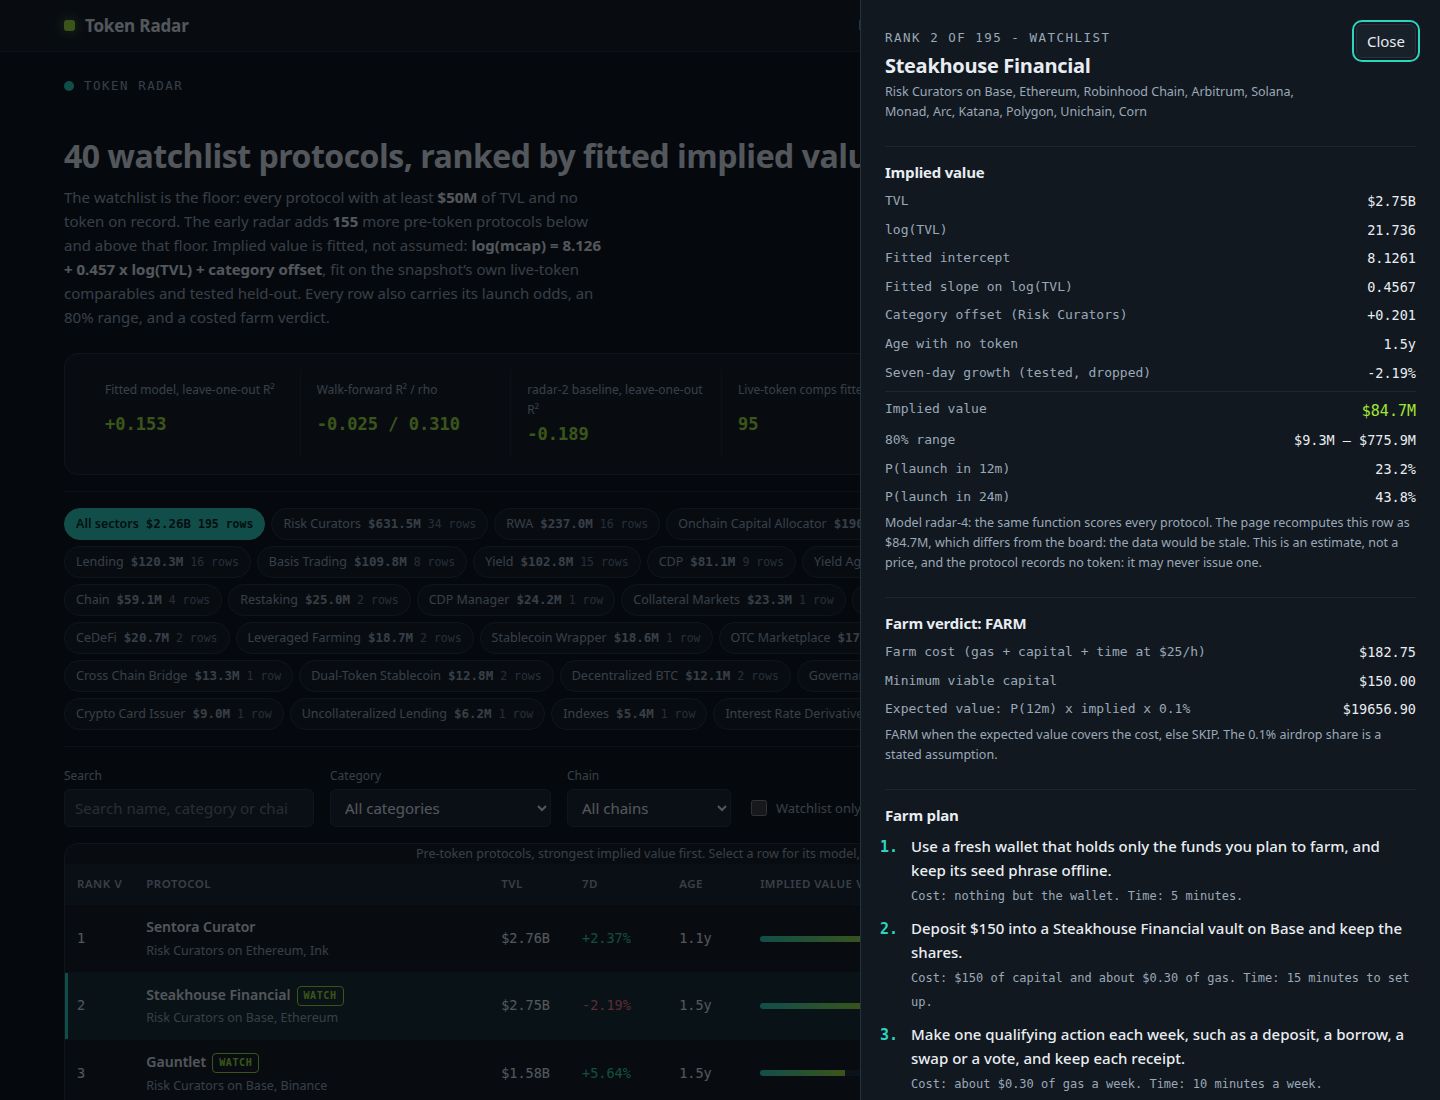 Token Radar
TOKEN RADAR
40 watchlist protocols, ranked by fitted implied valu
The watchlist is the floor: every protocol with at least $50M of TVL and no
token on record. The early radar adds 155 more pre-token protocols below
and above that floor. Implied value is fitted, not assumed: log(mcap) = 8.126
+ 0.457 x log(TVL) + category offset, fit on the snapshot's own live-token
comparables and tested held-out. Every row also carries its launch odds, an
80% range, and a costed farm verdict.
Fitted model, leave-one-out R²
+0.153
Walk-forward R² / rho
-0.025 / 0.310
radar-2 baseline, leave-one-out
R²
-0.189
Live-token comps fitte
95
All sectors $2.26B 195 rows
Risk Curators $631.5M 34 rows
RWA $237.0M 16 rows
Onchain Capital Allocator $196
Lending $120.3M 16 rows
Basis Trading $109.8M 8 rows
Yield $102.8M 15 rows
CDP $81.1M 9 rows
Yield Ag
Chain $59.1M 4 rows
Restaking $25.0M 2 rows
CDP Manager $24.2M 1 row
Collateral Markets $23.3M 1 row
CeDeFi $20.7M 2 rows
Leveraged Farming $18.7M 2 rows
Stablecoin Wrapper $18.6M 1 row
OTC Marketplace $17
Cross Chain Bridge $13.3M 1 row
Dual-Token Stablecoin $12.8M 2 rows
Decentralized BTC $12.1M 2 rows
Governa
Crypto Card Issuer $9.0M 1 row
Uncollateralized Lending $6.2M 1 row
Indexes $5.4M 1 row
Interest Rate Derivative
Search
Search name, category or chai
Category
All categories
Chain
All chains
Watchlist only
Pre-token protocols, strongest implied value first. Select a row for its model,
RANK V PROTOCOL TVL 7D AGE IMPLIED VALUE V
1 Sentora Curator $2.76B +2.37% 1.1y
Risk Curators on Ethereum, Ink
2 Steakhouse Financial WATCH $2.75B -2.19% 1.5y
Risk Curators on Base, Ethereum
3 Gauntlet WATCH $1.58B +5.64% 1.5y
Risk Curators on Base, Binance
RANK 2 OF 195 - WATCHLIST
Close
Steakhouse Financial
Risk Curators on Base, Ethereum, Robinhood Chain, Arbitrum, Solana,
Monad, Arc, Katana, Polygon, Unichain, Corn
Implied value
TVL $2.75B
log(TVL) 21.736
Fitted intercept 8.1261
Fitted slope on log(TVL) 0.4567
Category offset (Risk Curators) +0.201
Age with no token 1.5y
Seven-day growth (tested, dropped) -2.19%
Implied value $84.7M
80% range $9.3M — $775.9M
P(launch in 12m) 23.2%
P(launch in 24m) 43.8%
Model radar-4: the same function scores every protocol. The page recomputes this row as
$84.7M, which differs from the board: the data would be stale. This is an estimate, not a
price, and the protocol records no token: it may never issue one.
Farm verdict: FARM
Farm cost (gas + capital + time at $25/h) $182.75
Minimum viable capital $150.00
Expected value: P(12m) x implied x 0.1% $19656.90
FARM when the expected value covers the cost, else SKIP. The 0.1% airdrop share is a
stated assumption.
Farm plan
1. Use a fresh wallet that holds only the funds you plan to farm, and
keep its seed phrase offline.
Cost: nothing but the wallet. Time: 5 minutes.
2. Deposit $150 into a Steakhouse Financial vault on Base and keep the
shares.
Cost: $150 of capital and about $0.30 of gas. Time: 15 minutes to set
up.
3. Make one qualifying action each week, such as a deposit, a borrow, a
swap or a vote, and keep each receipt.
Cost: about $0.30 of gas a week. Time: 10 minutes a week.